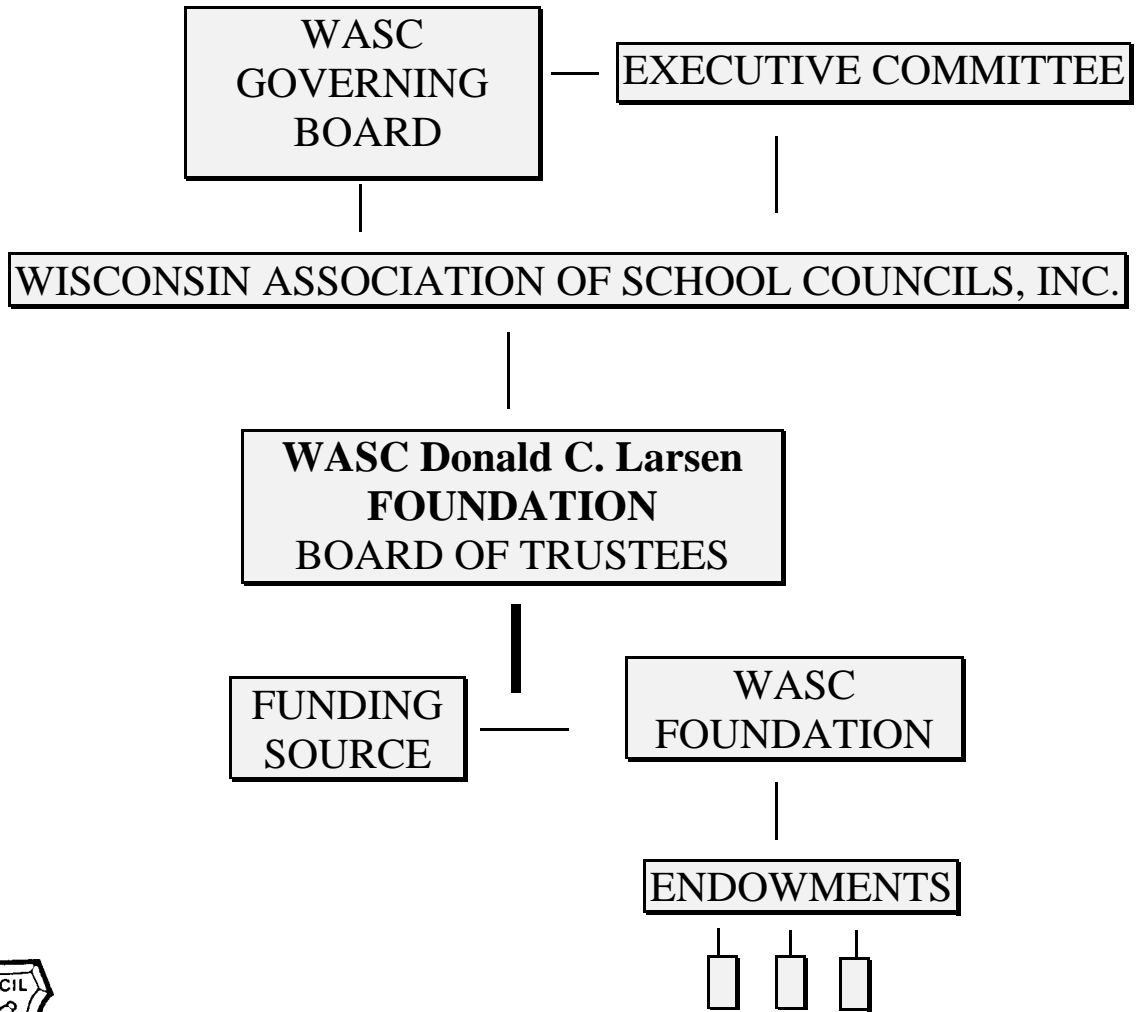 WASC
GOVERNING
BOARD
EXECUTIVE COMMITTEE
WISCONSIN ASSOCIATION OF SCHOOL COUNCILS, INC.
WASC Donald C. Larsen
FOUNDATION
BOARD OF TRUSTEES
FUNDING
SOURCE
WASC
FOUNDATION
ENDOWMENTS